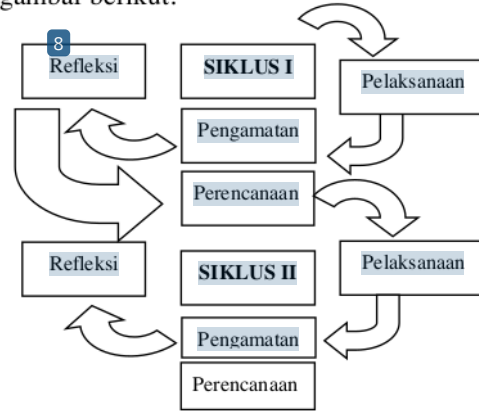 gambar berikut:
8
Refleksi
SIKLUS I
Pelaksanaan
Pengamatan
Perencanaan
Refleksi
SIKLUS II
Pelaksanaan
Pengamatan
Perencanaan